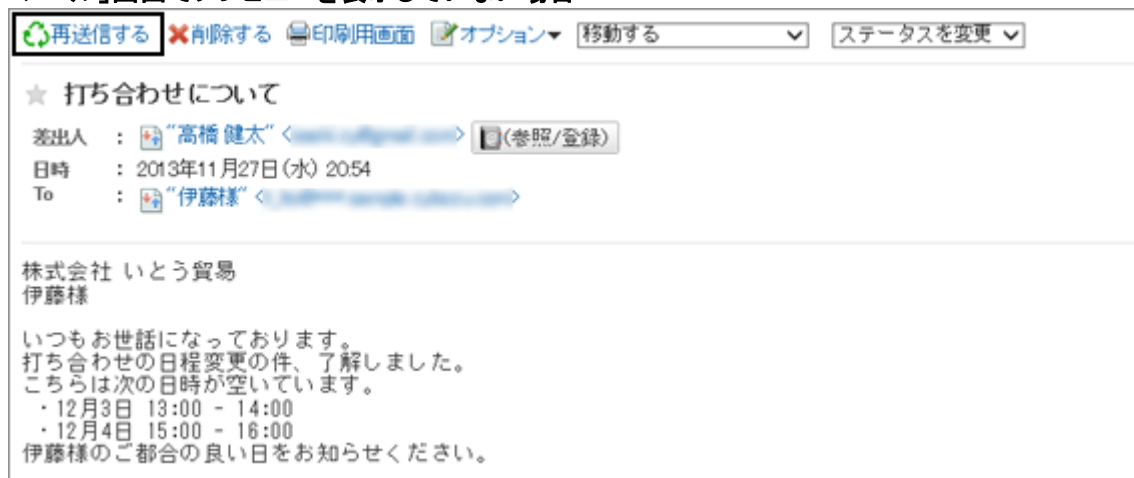 再送信する 削除する 印刷用画面 オプション▼ 移動する ステータスを変更
打ち合わせについて
差出人 : "高橋 健太" < > (参照/登録)
日時 : 2013年11月27日(水) 20:54
To : "伊藤様" < >
株式会社 いとう貿易
伊藤様
いつもお世話になっております。
打ち合わせの日程変更の件、了解しました。
こちらは次の日時が空いています。
・12月3日 13:00 - 14:00
・12月4日 15:00 - 16:00
伊藤様のご都合の良い日をお知らせください。